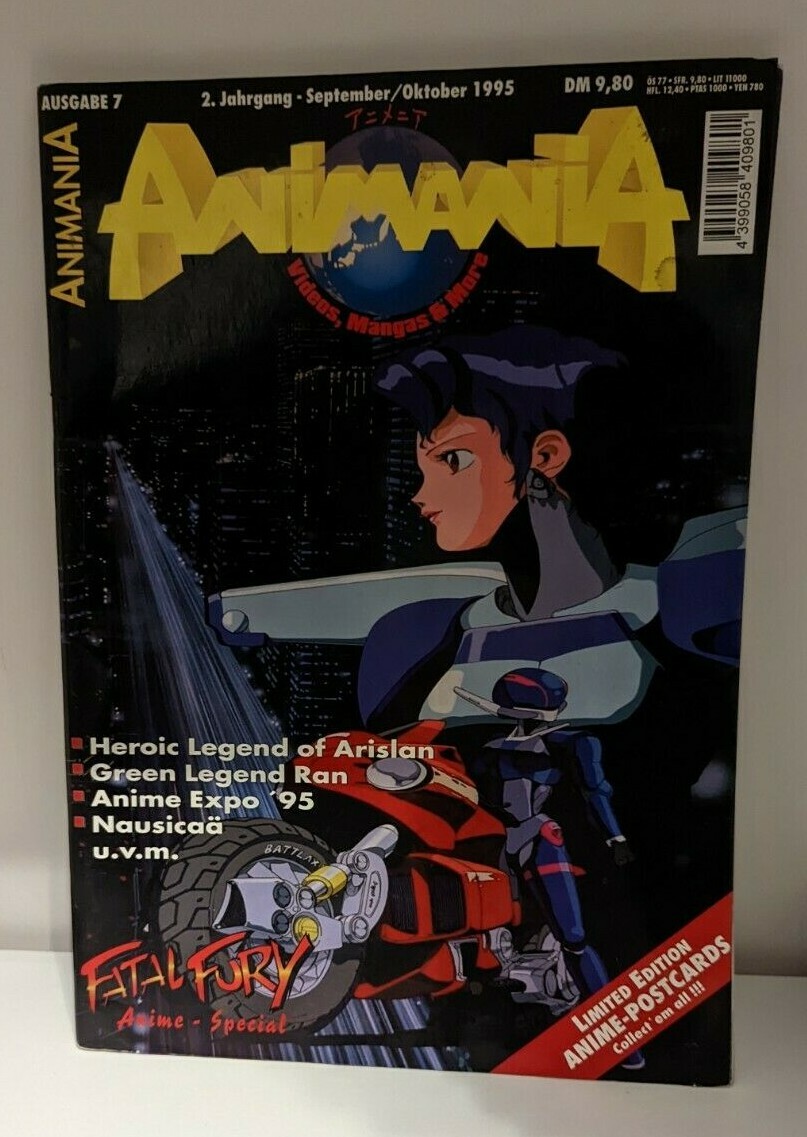 AUSGABE 7
2. Jahrgang - September/Oktober 1995
DM 9,80
ÖS 77 • SFR. 9,80 • LIT 11000
HFL. 12,40 • PTAS 1000 • YEN 780
アニメニア
ANIMANIA
ANIMANIA
Videos, Mangas & More
4 399058 409801
Heroic Legend of Arislan
Green Legend Ran
Anime Expo ´95
Nausicaä
u.v.m.
BATTLAX
FATAL FURY
Anime - Special
LIMITED EDITION
ANIME-POSTCARDS
Collect´em all !!!